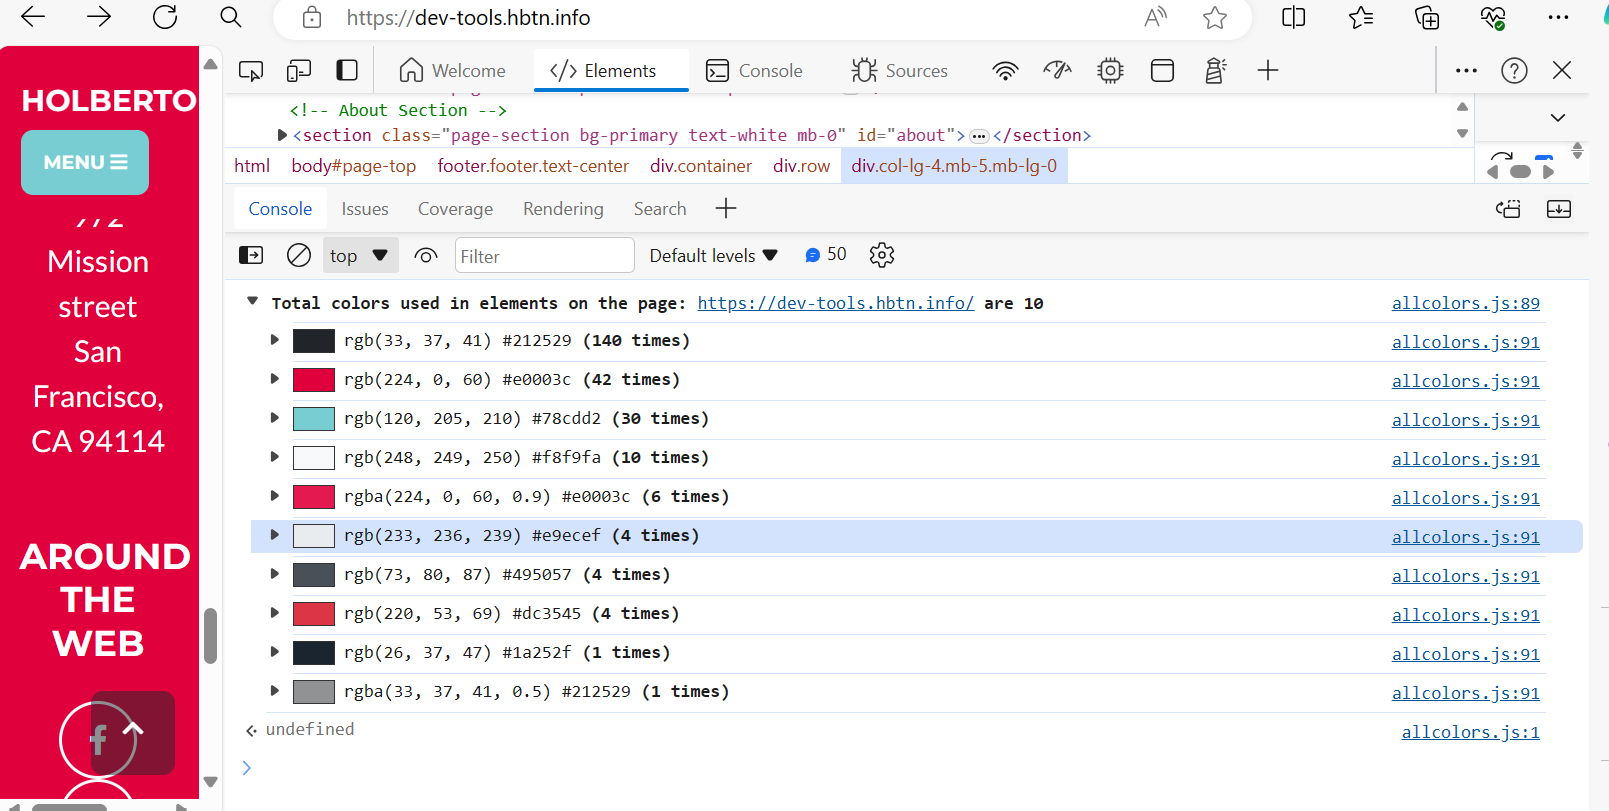 https://dev-tools.hbtn.info
HOLBERTO
MENU
Mission
street
San
Francisco,
CA 94114
AROUND
THE
WEB
Welcome
Elements
Console
Sources
<!-- About Section -->
<section class="page-section bg-primary text-white mb-0" id="about">…</section>
html body#page-top footer.footer.text-center div.container div.row div.col-lg-4.mb-5.mb-lg-0
Console Issues Coverage Rendering Search
top Filter Default levels 50
Total colors used in elements on the page: https://dev-tools.hbtn.info/ are 10 allcolors.js:89
rgb(33, 37, 41) #212529 (140 times) allcolors.js:91
rgb(224, 0, 60) #e0003c (42 times) allcolors.js:91
rgb(120, 205, 210) #78cdd2 (30 times) allcolors.js:91
rgb(248, 249, 250) #f8f9fa (10 times) allcolors.js:91
rgba(224, 0, 60, 0.9) #e0003c (6 times) allcolors.js:91
rgb(233, 236, 239) #e9ecef (4 times) allcolors.js:91
rgb(73, 80, 87) #495057 (4 times) allcolors.js:91
rgb(220, 53, 69) #dc3545 (4 times) allcolors.js:91
rgb(26, 37, 47) #1a252f (1 times) allcolors.js:91
rgba(33, 37, 41, 0.5) #212529 (1 times) allcolors.js:91
undefined allcolors.js:1